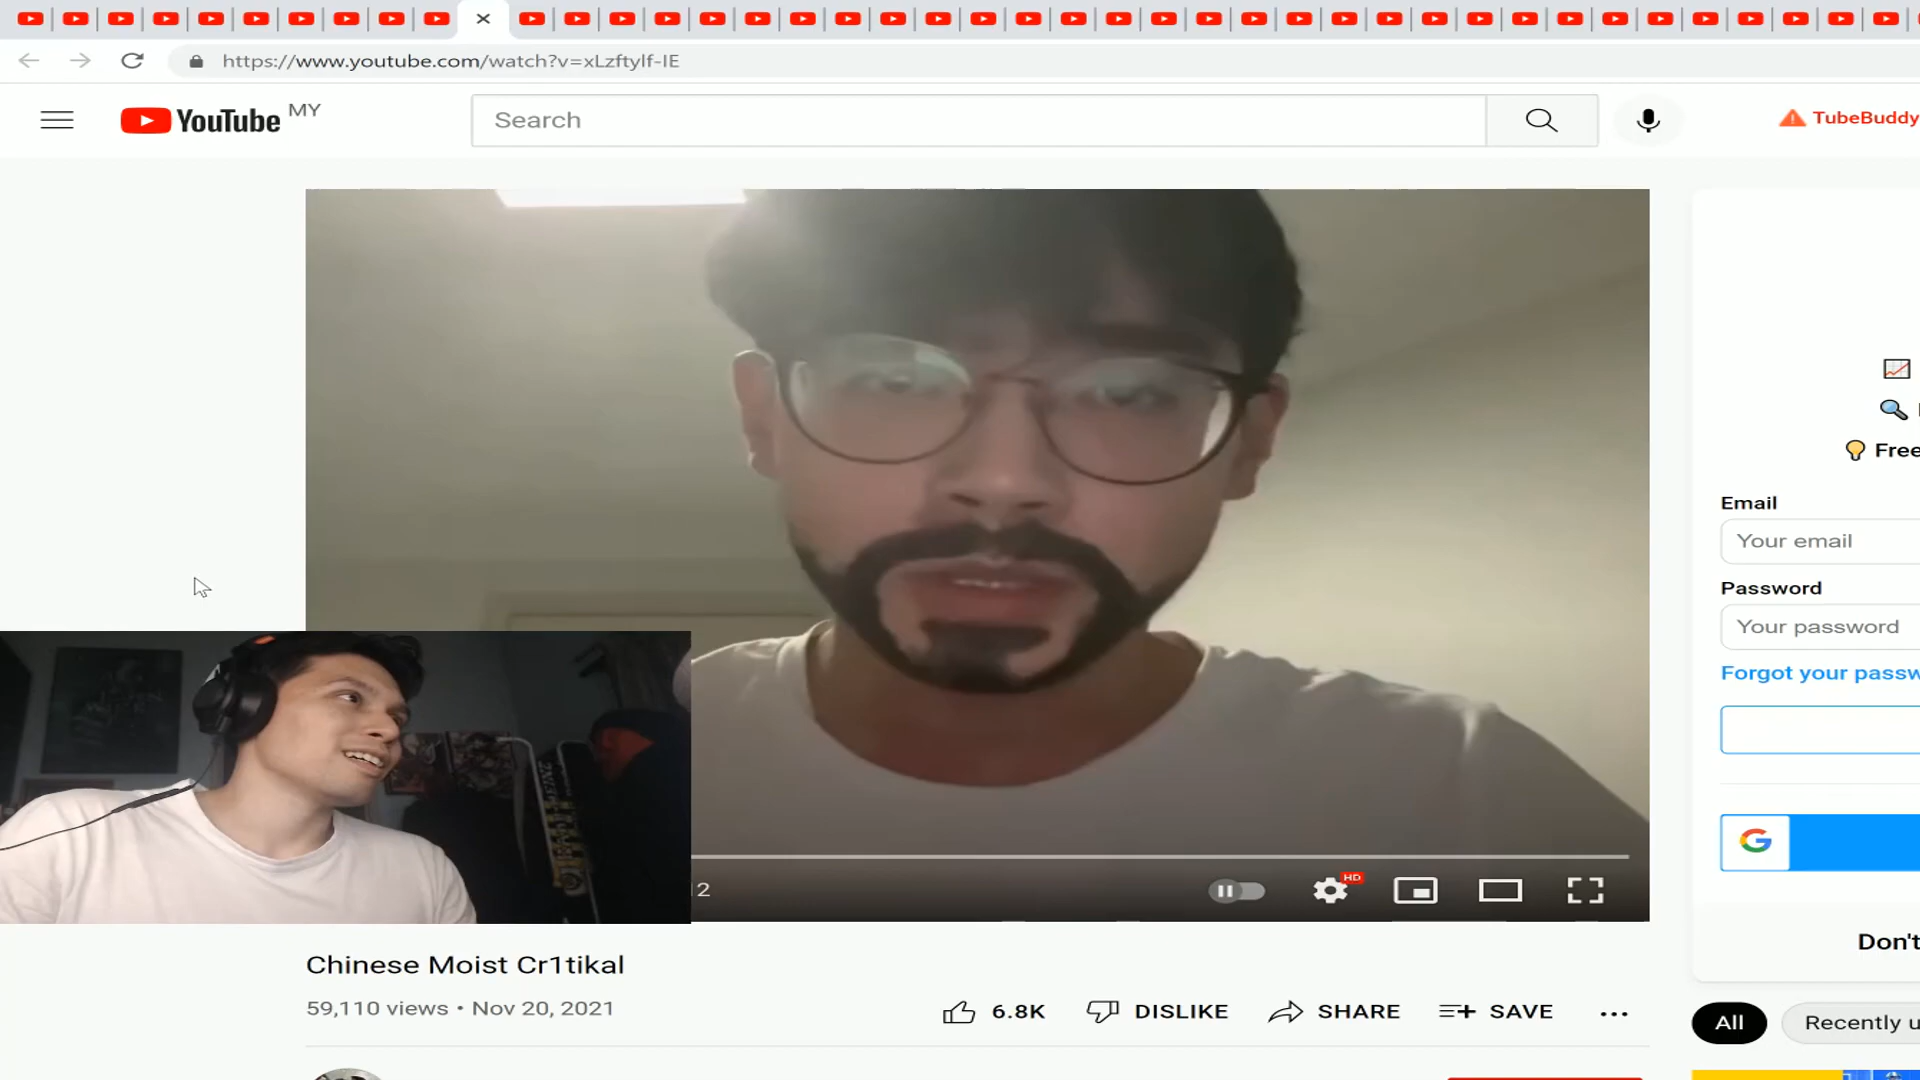 https://www.youtube.com/watch?v=xLzftylf-IE
YouTube MY
Search
TubeBuddy
Free
Email
Your email
Password
Your password
Forgot your passw
G
HD
Chinese Moist Cr1tikal
59,110 views • Nov 20, 2021
6.8K
DISLIKE
SHARE
SAVE
Don't
All
Recently u